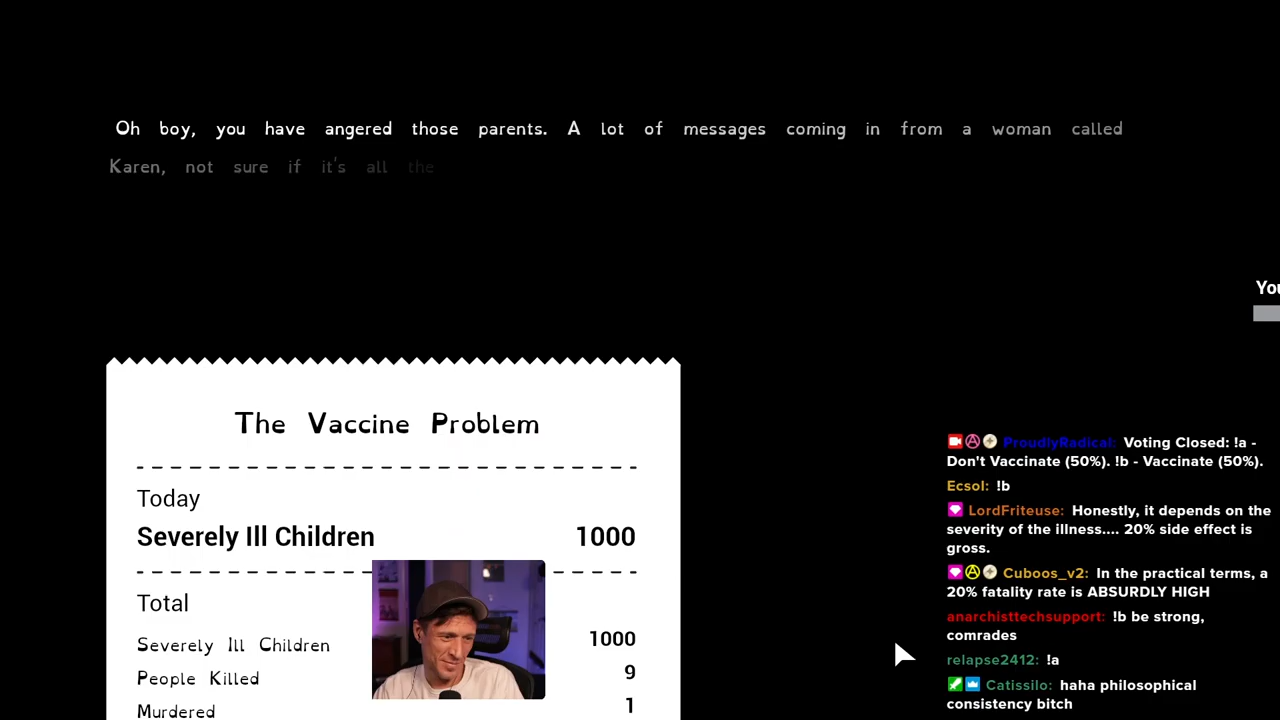 Oh boy, you have angered those parents. A lot of messages coming in from a woman called
Karen, not sure if it's all the
You
The Vaccine Problem
Today
Severely Ill Children 1000
Total
Severely Ill Children 1000
People Killed 9
Murdered 1
ProudlyRadical: Voting Closed: !a -
Don't Vaccinate (50%). !b - Vaccinate (50%).
Ecsol: !b
LordFriteuse: Honestly, it depends on the
severity of the illness.... 20% side effect is
gross.
Cuboos_v2: In the practical terms, a
20% fatality rate is ABSURDLY HIGH
anarchisttechsupport: !b be strong,
comrades
relapse2412: !a
Catissilo: haha philosophical
consistency bitch